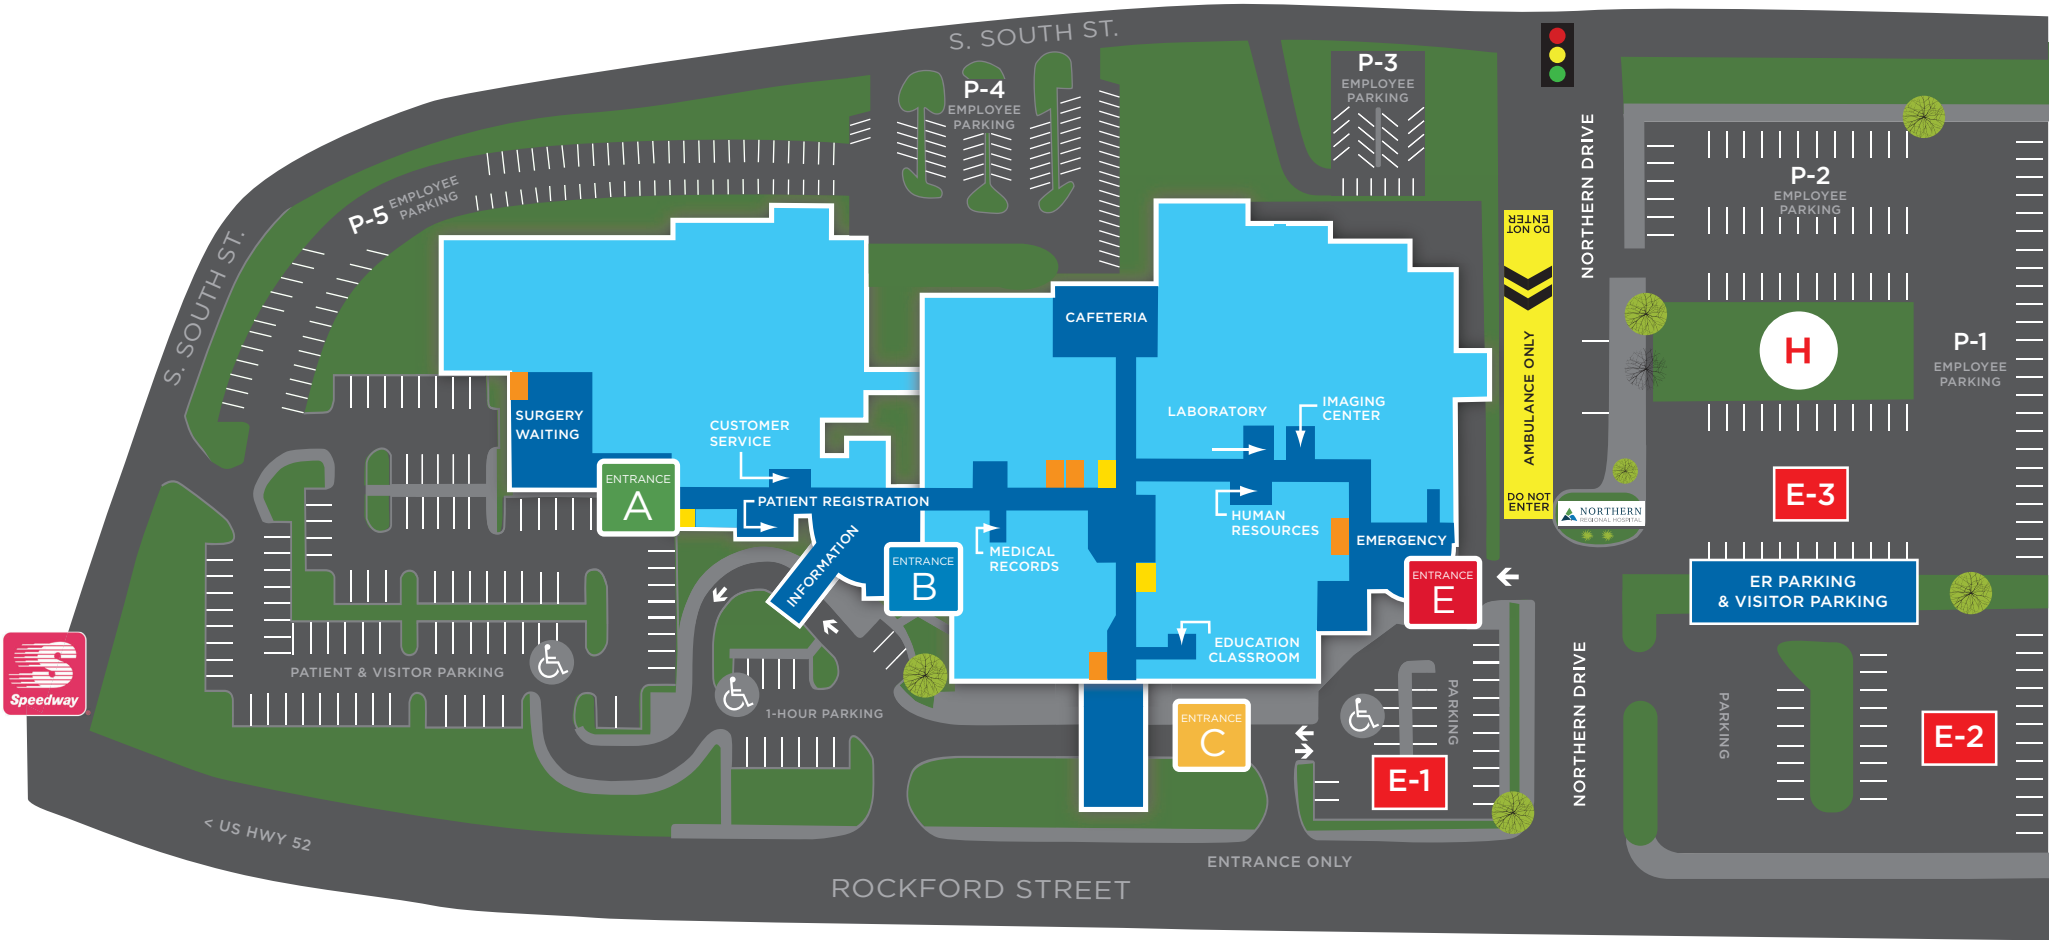 S. SOUTH ST.
P-4
EMPLOYEE
PARKING
P-3
EMPLOYEE
PARKING
P-5
EMPLOYEE
PARKING
S. SOUTH ST.
NORTHERN DRIVE
P-2
EMPLOYEE
PARKING
DO NOT
ENTER
AMBULANCE ONLY
DO NOT
ENTER
CAFETERIA
H
P-1
EMPLOYEE
PARKING
SURGERY
WAITING
CUSTOMER
SERVICE
LABORATORY
IMAGING
CENTER
ENTRANCE
A
PATIENT REGISTRATION
INFORMATION
HUMAN
RESOURCES
EMERGENCY
MEDICAL
RECORDS
NORTHERN
REGIONAL HOSPITAL
E-3
ENTRANCE
B
ENTRANCE
E
ER PARKING
& VISITOR PARKING
EDUCATION
CLASSROOM
S
Speedway
PATIENT & VISITOR PARKING
1-HOUR PARKING
ENTRANCE
C
PARKING
E-1
NORTHERN DRIVE
PARKING
E-2
< US HWY 52
ENTRANCE ONLY
ROCKFORD STREET